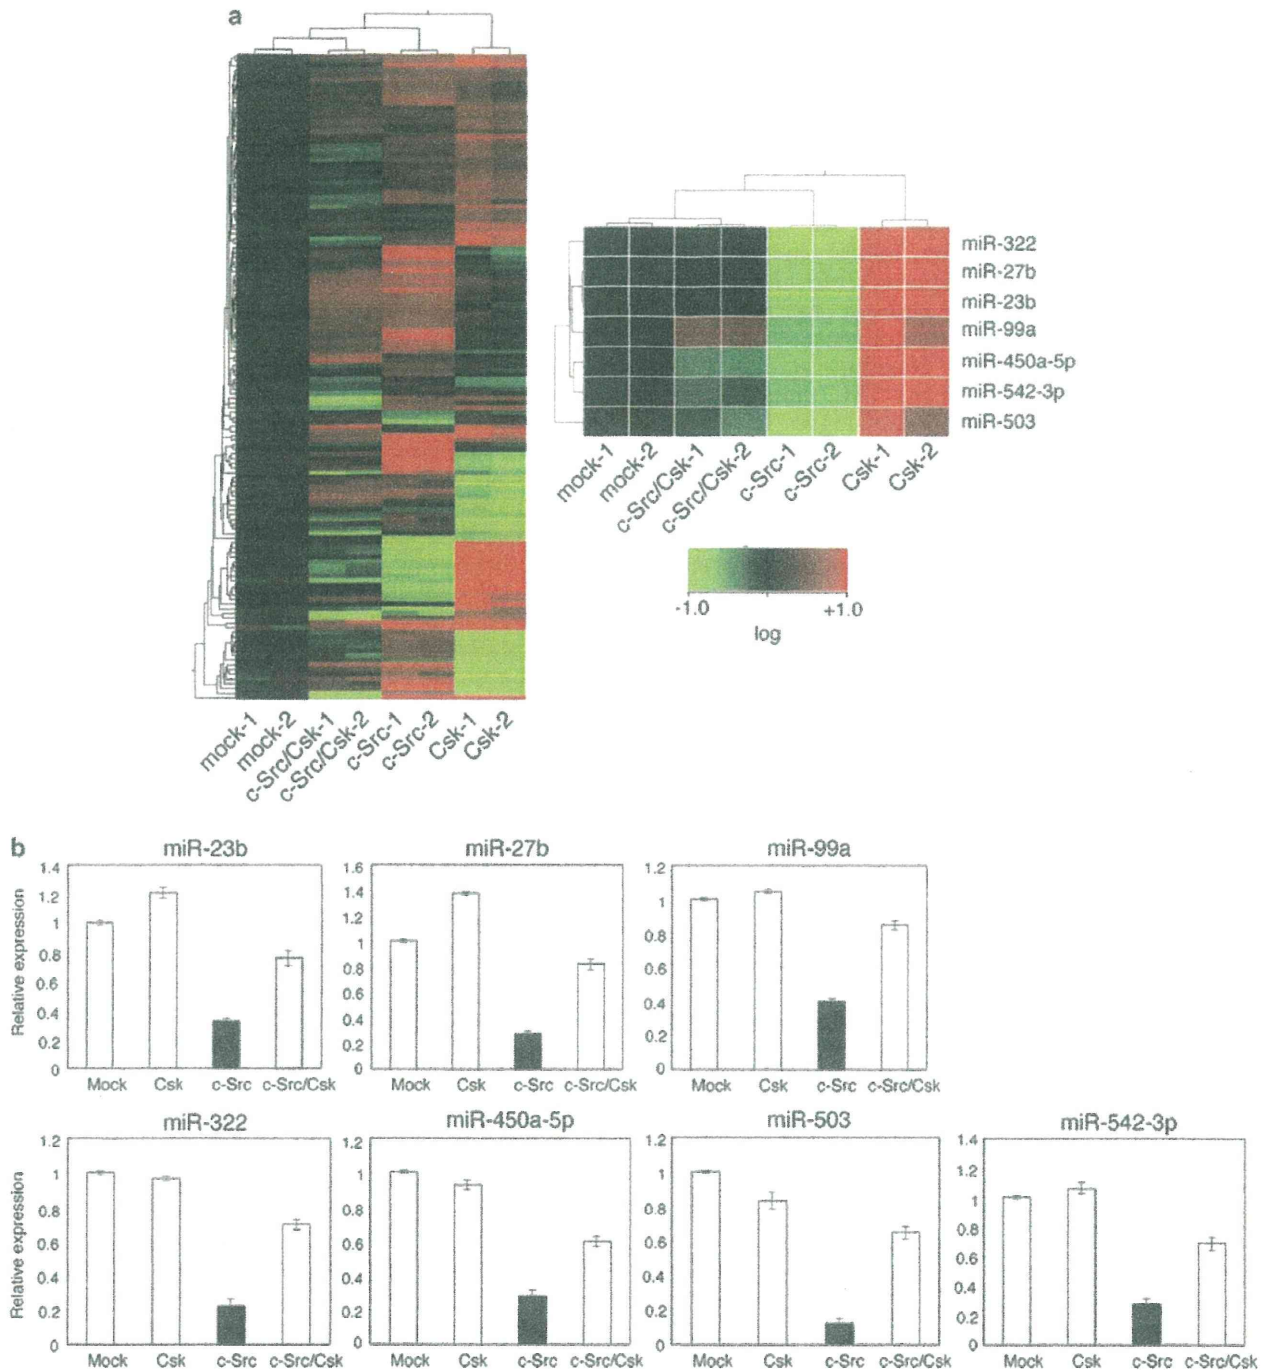 a
miR-322
miR-27b
miR-23b
miR-99a
miR-450a-5p
miR-542-3p
miR-503
mock-1
mock-2
c-Src/Csk-1
c-Src/Csk-2
c-Src-1
c-Src-2
Csk-1
Csk-2
-1.0
+1.0
log
mock-1
mock-2
c-Src/Csk-1
c-Src/Csk-2
c-Src-1
c-Src-2
Csk-1
Csk-2
b
miR-23b
Relative expression
1.4
1.2
1
0.8
0.6
0.4
0.2
0
Mock Csk c-Src c-Src/Csk
miR-27b
1.6
1.4
1.2
1
0.8
0.6
0.4
0.2
0
Mock Csk c-Src c-Src/Csk
miR-99a
1.2
1
0.8
0.6
0.4
0.2
0
Mock Csk c-Src c-Src/Csk
miR-322
Relative expression
1.2
1
0.8
0.6
0.4
0.2
0
Mock Csk c-Src c-Src/Csk
miR-450a-5p
1.2
1
0.8
0.6
0.4
0.2
0
Mock Csk c-Src c-Src/Csk
miR-503
1.2
1
0.8
0.6
0.4
0.2
0
Mock Csk c-Src c-Src/Csk
miR-542-3p
1.4
1.2
1
0.8
0.6
0.4
0.2
0
Mock Csk c-Src c-Src/Csk